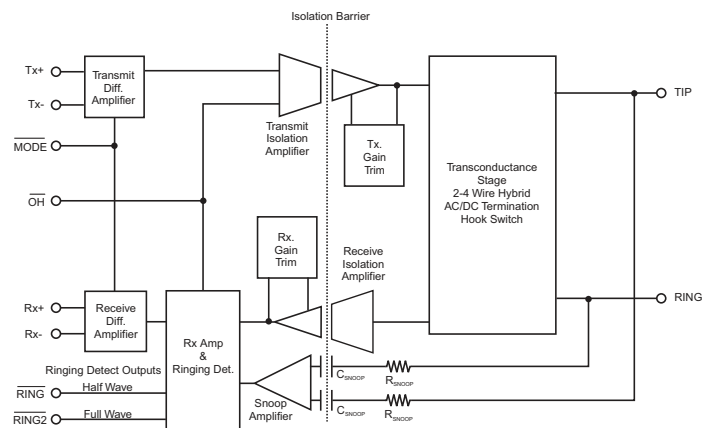 Isolation Barrier
Tx+
Tx-
MODE
OH
Transmit
Diff.
Amplifier
Transmit
Isolation
Amplifier
Tx.
Gain
Trim
Transconductance
Stage
2-4 Wire Hybrid
AC/DC Termination
Hook Switch
TIP
RING
Rx.
Gain
Trim
Receive
Isolation
Amplifier
Rx+
Rx-
Receive
Diff.
Amplifier
Rx Amp
&
Ringing Det.
Ringing Detect Outputs
RING
Half Wave
RING2
Full Wave
Snoop
Amplifier
CSNOOP
RSNOOP
CSNOOP
RSNOOP